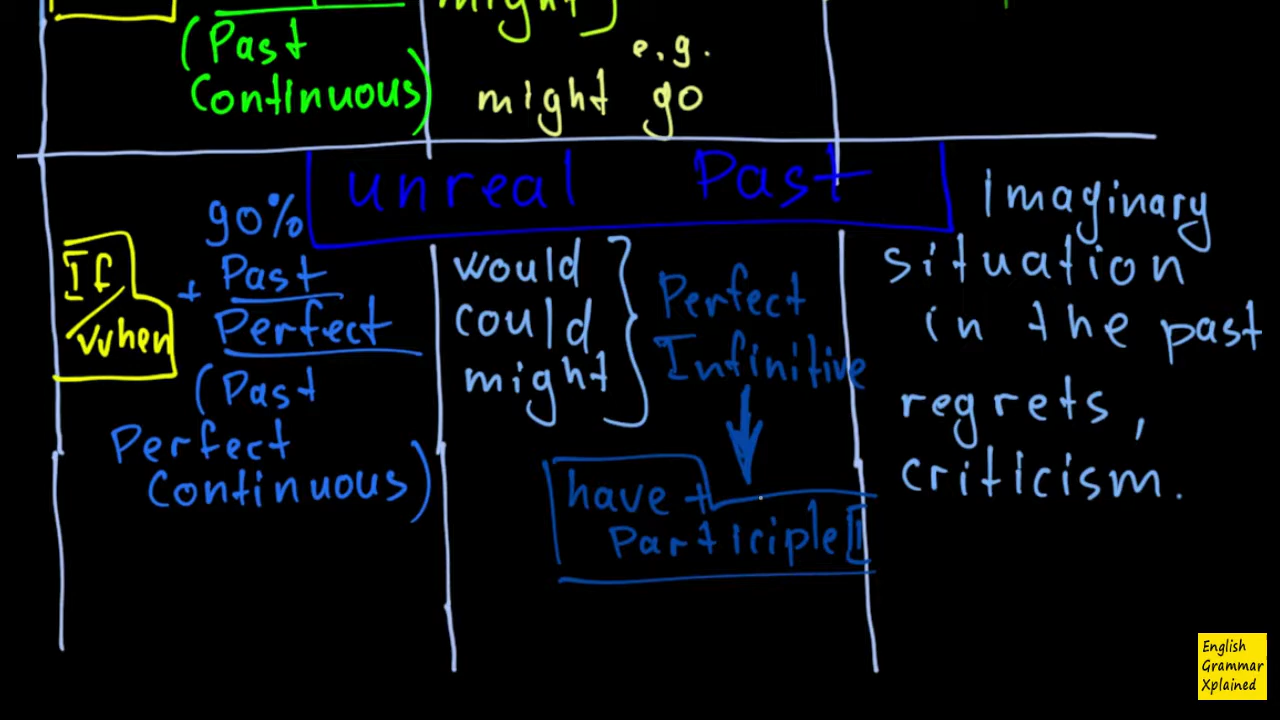 might}
(Past
Continuous)
e.g.
might go
unreal Past
If
/when
+ 90%
Past
Perfect
(Past
Perfect
Continuous)
would
could
might
}
Perfect
Infinitive
have +
Participle II
Imaginary
situation
in the past
regrets,
criticism.
English
Grammar
Xplained